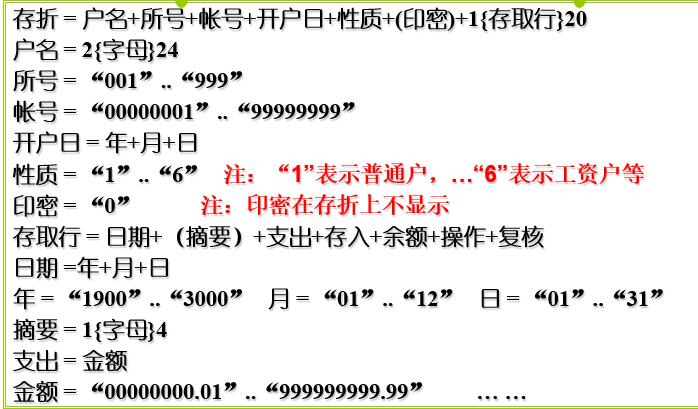 存折 = 户名+所号+帐号+开户日+性质+(印密)+1{存取行}20
户名 = 2{字母}24
所号 = “001”..“999”
帐号 = “00000001”..“99999999”
开户日 = 年+月+日
性质 = “1”..“6” 注：“1”表示普通户，…“6”表示工资户等
印密 = “0” 注：印密在存折上不显示
存取行 = 日期+（摘要）+支出+存入+余额+操作+复核
日期 =年+月+日
年 = “1900”..“3000” 月 = “01”..“12” 日 = “01”..“31”
摘要 = 1{字母}4
支出 = 金额
金额 = “00000000.01”..“999999999.99” … …